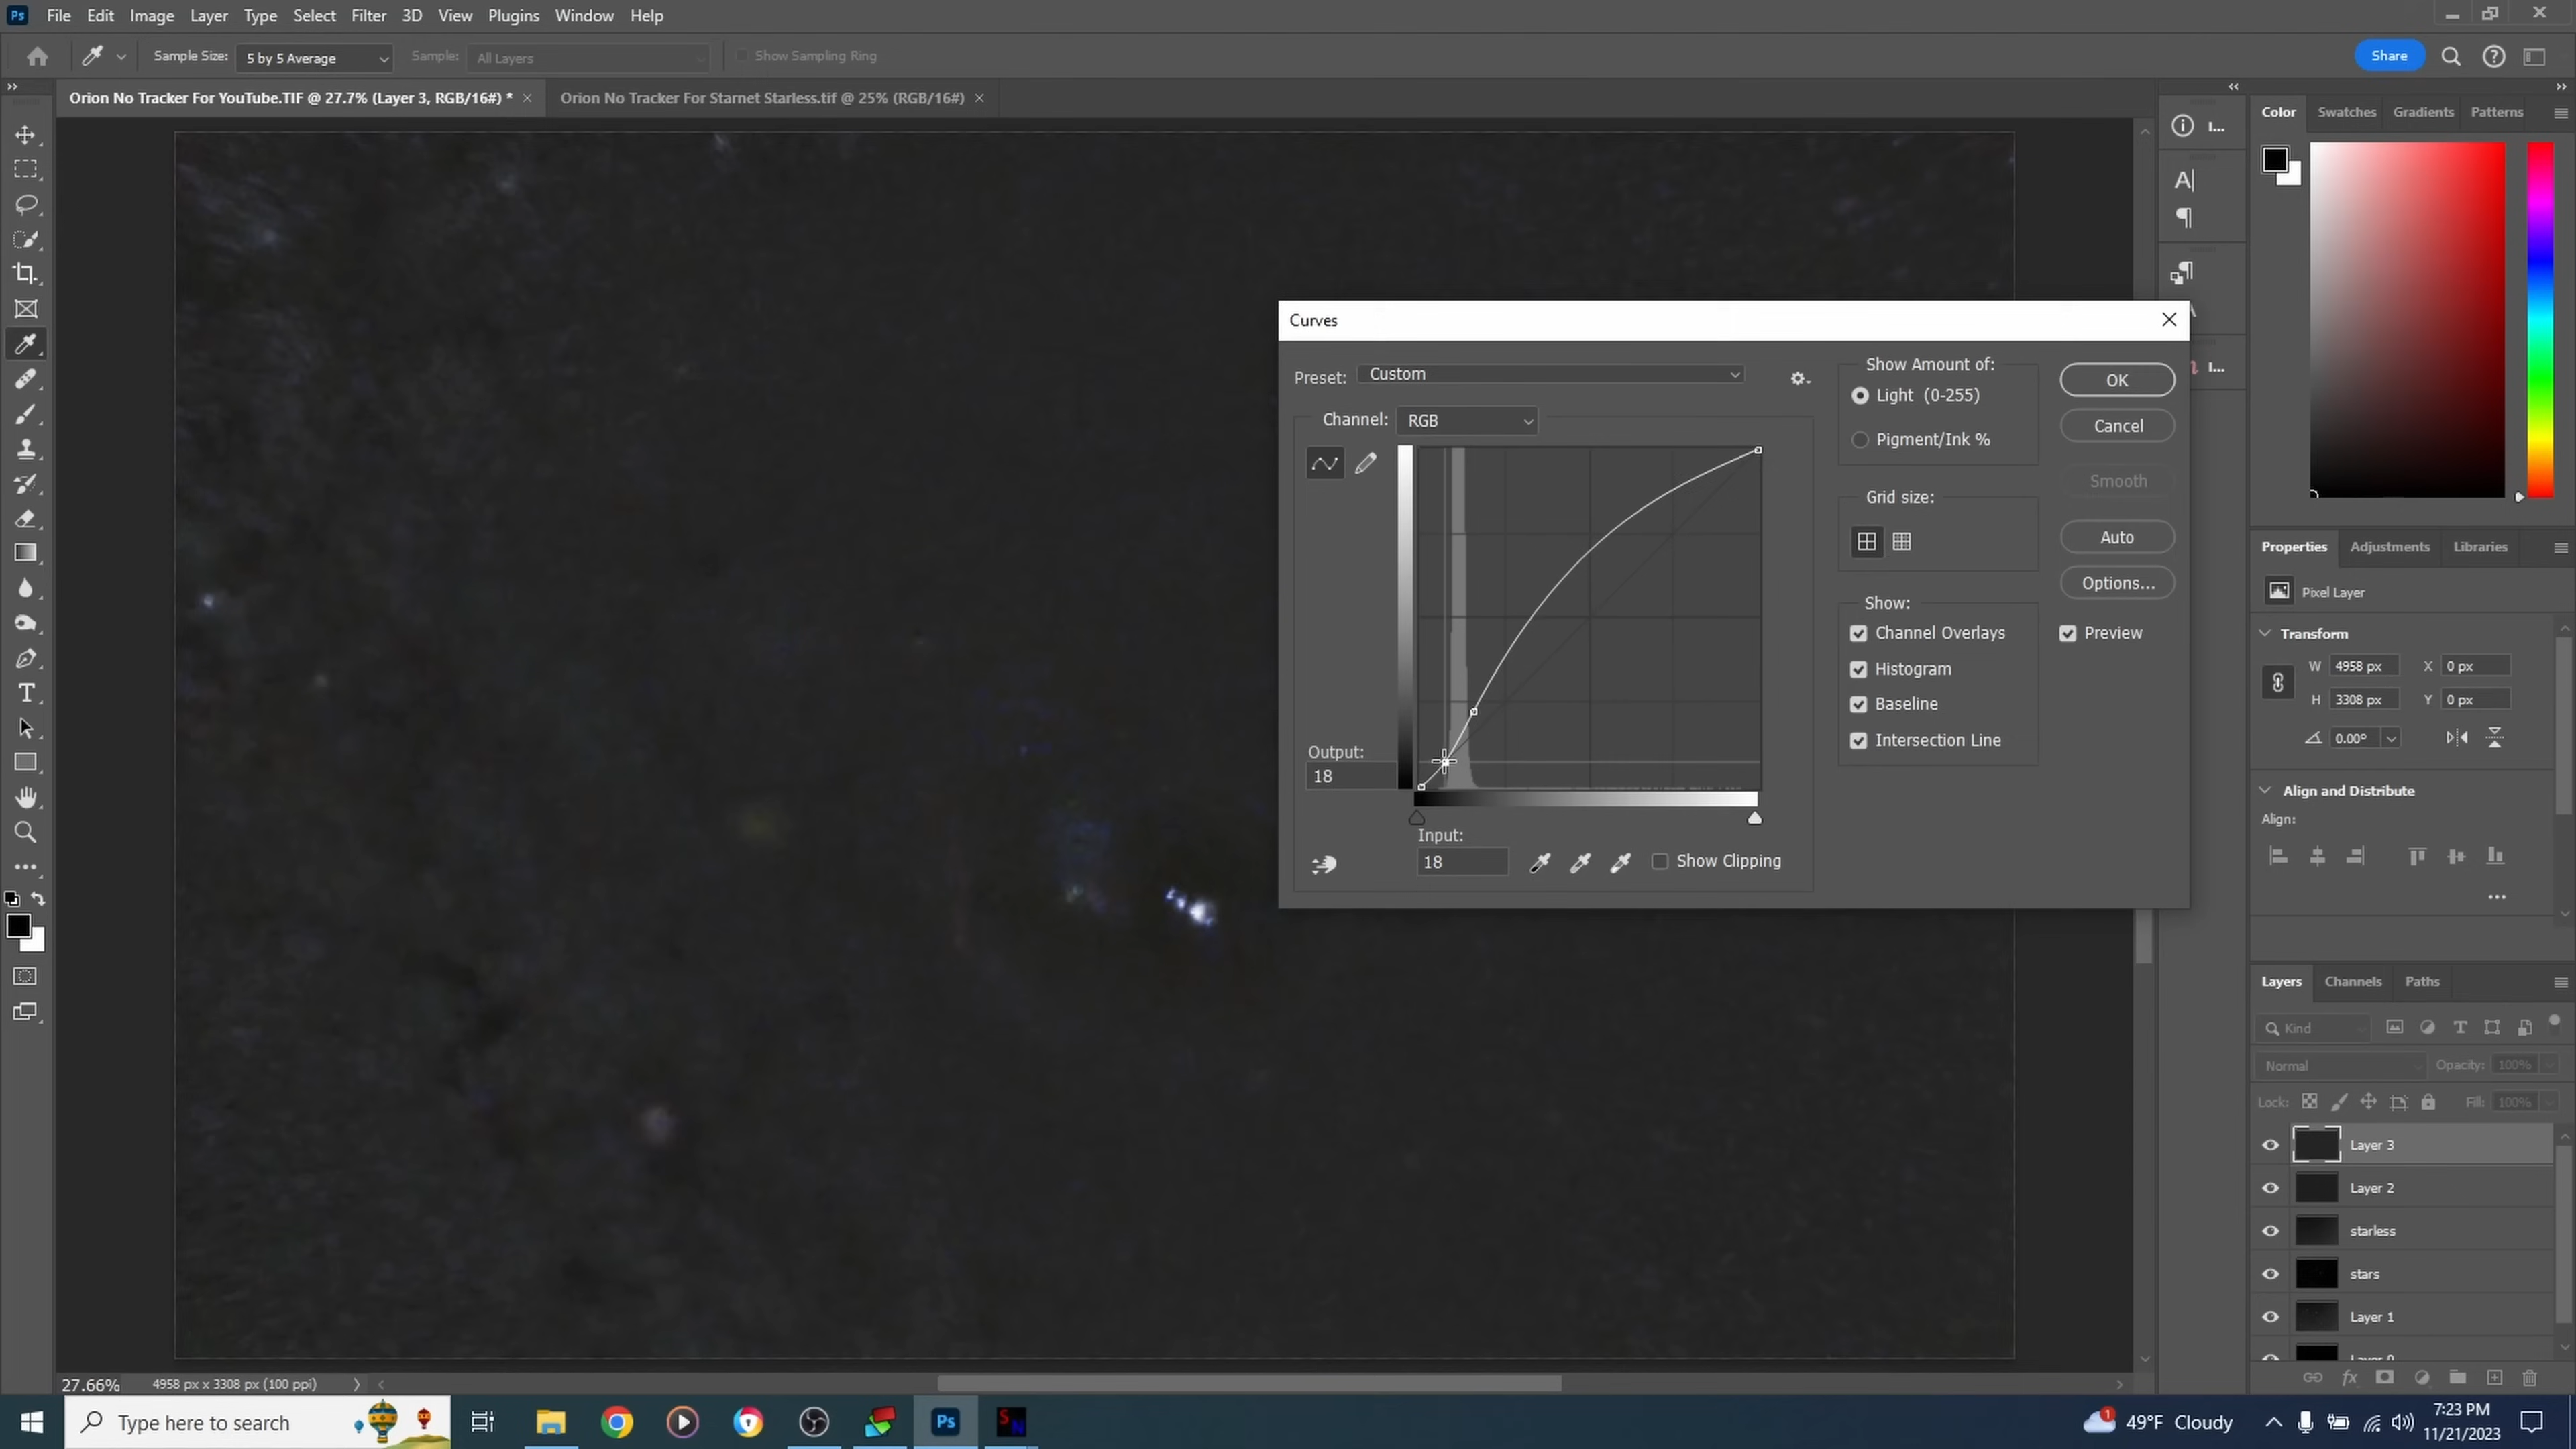 Ps File Edit Image Layer Type Select Filter 3D View Plugins Window Help
Sample Size: 5 by 5 Average Sample: All Layers Show Sampling Ring Share
Orion No Tracker For YouTube.TIF @ 27.7% (Layer 3, RGB/16#) * Orion No Tracker For Starnet Starless.tif @ 25% (RGB/16#)
Color Swatches Gradients Patterns
Curves
Preset: Custom
Channel: RGB
Output:
18
Input:
18
Show Clipping
Show Amount of:
Light (0-255)
Pigment/Ink %
Grid size:
Show:
Channel Overlays
Histogram
Baseline
Intersection Line
OK
Cancel
Smooth
Auto
Options...
Preview
Properties Adjustments Libraries
Pixel Layer
Transform
W 4958 px X 0 px
H 3308 px Y 0 px
0.00°
Align and Distribute
Align:
Layers Channels Paths
Kind
Normal Opacity: 100%
Lock: Fill: 100%
Layer 3
Layer 2
starless
stars
Layer 1
Layer 0
27.66% 4958 px x 3308 px (100 ppi)
Type here to search
Ps
S
N
1
49°F Cloudy
7:23 PM
11/21/2023